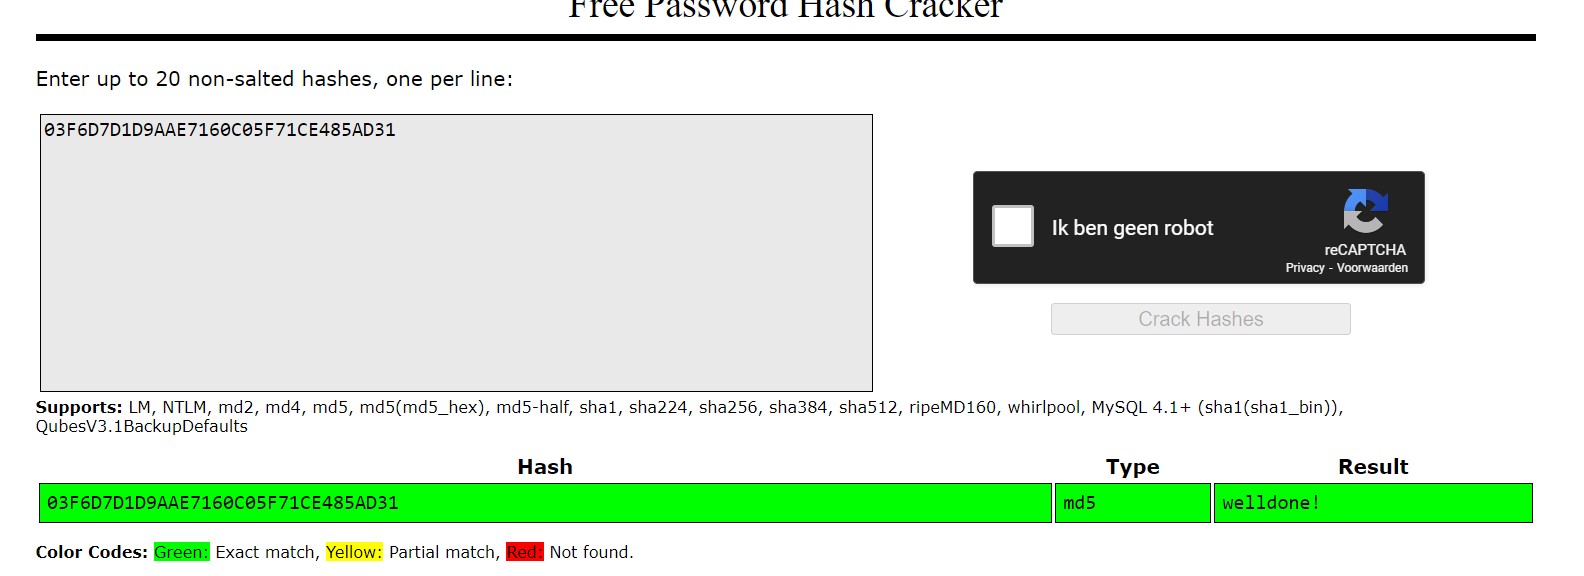 Free Password Hash Cracker
Enter up to 20 non-salted hashes, one per line:
03F6D7D1D9AAE7160C05F71CE485AD31
Ik ben geen robot
reCAPTCHA
Privacy - Voorwaarden
Crack Hashes
Supports: LM, NTLM, md2, md4, md5, md5(md5_hex), md5-half, sha1, sha224, sha256, sha384, sha512, ripeMD160, whirlpool, MySQL 4.1+ (sha1(sha1_bin)),
QubesV3.1BackupDefaults
Hash Type Result
03F6D7D1D9AAE7160C05F71CE485AD31 md5 welldone!
Color Codes: Green: Exact match, Yellow: Partial match, Red: Not found.